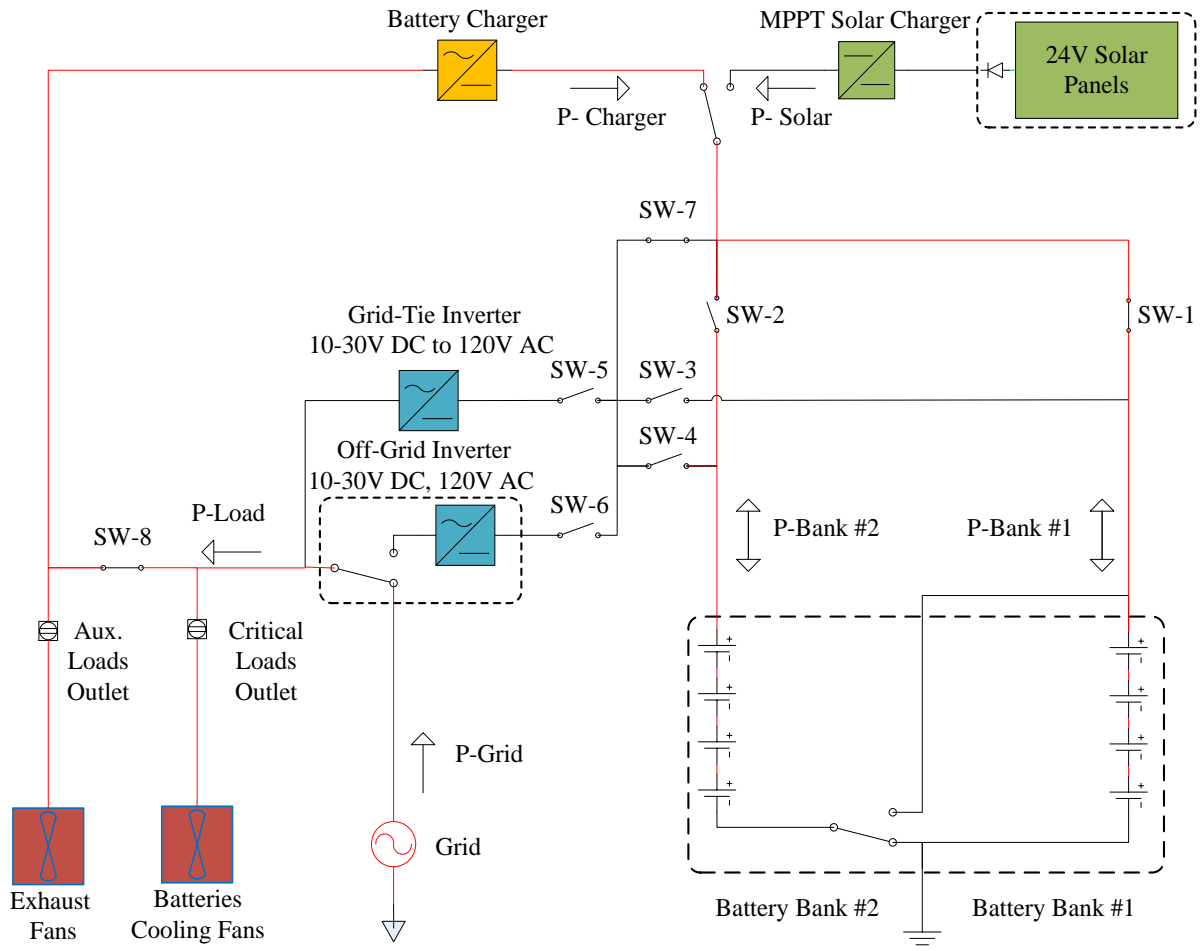 Battery Charger
MPPT Solar Charger
24V Solar
Panels
P- Charger
P- Solar
SW-7
Grid-Tie Inverter
10-30V DC to 120V AC
SW-2
SW-1
SW-5
SW-3
Off-Grid Inverter
10-30V DC, 120V AC
SW-4
SW-6
P-Load
SW-8
P-Bank #2
P-Bank #1
Aux.
Loads
Outlet
Critical
Loads
Outlet
P-Grid
Grid
Exhaust
Fans
Batteries
Cooling Fans
Battery Bank #2
Battery Bank #1